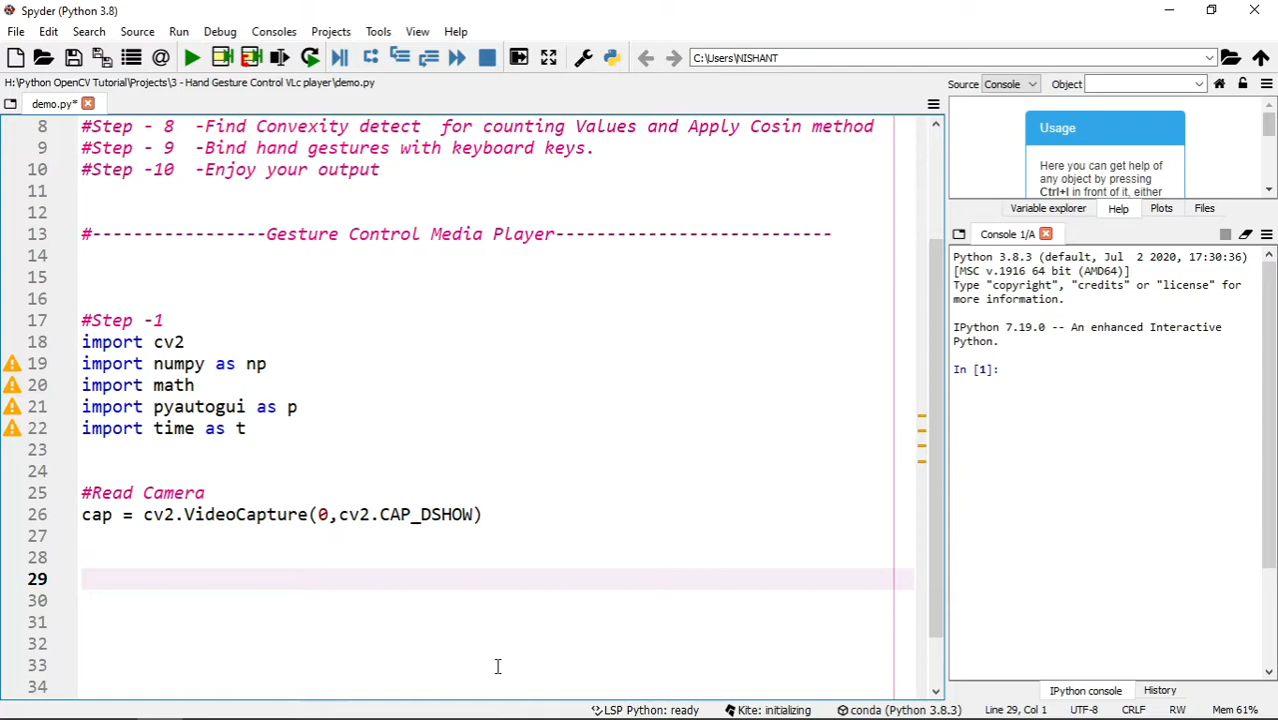 Spyder (Python 3.8)
File Edit Search Source Run Debug Consoles Projects Tools View Help
C:\Users\NISHANT
H:\Python OpenCV Tutorial\Projects\3 - Hand Gesture Control VLc player\demo.py
demo.py*
8 #Step - 8 -Find Convexity detect  for counting Values and Apply Cosin method
9 #Step - 9 -Bind hand gestures with keyboard keys.
10 #Step -10 -Enjoy your output
11
12
13 #-----------------Gesture Control Media Player---------------------------
14
15
16
17 #Step -1
18 import cv2
19 import numpy as np
20 import math
21 import pyautogui as p
22 import time as t
23
24
25 #Read Camera
26 cap = cv2.VideoCapture(0,cv2.CAP_DSHOW)
27
28
29
30
31
32
33
34
Source Console Object
Usage
Here you can get help of
any object by pressing
Ctrl+I in front of it, either
Variable explorer Help Plots Files
Console 1/A
Python 3.8.3 (default, Jul  2 2020, 17:30:36)
[MSC v.1916 64 bit (AMD64)]
Type "copyright", "credits" or "license" for
more information.
IPython 7.19.0 -- An enhanced Interactive
Python.
In [1]:
IPython console History
LSP Python: ready Kite: initializing conda (Python 3.8.3) Line 29, Col 1 UTF-8 CRLF RW Mem 61%